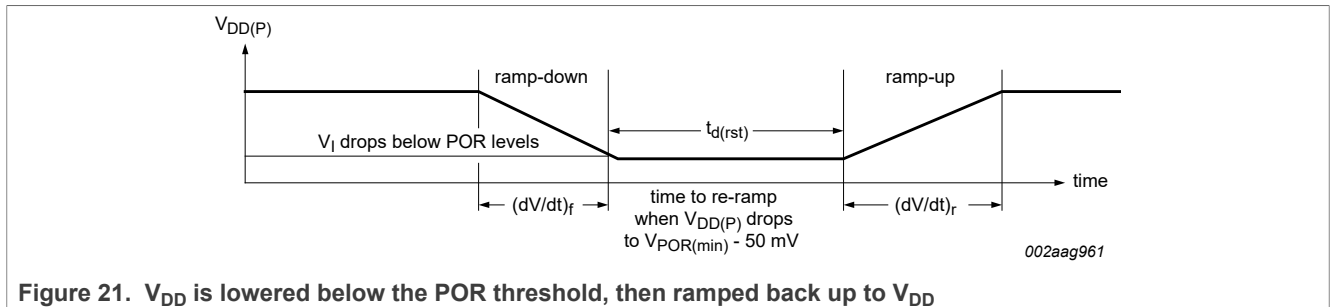 VDD(P)
ramp-down
ramp-up
td(rst)
VI drops below POR levels
time
(dV/dt)f
time to re-ramp
when VDD(P) drops
to VPOR(min) - 50 mV
(dV/dt)r
002aag961
Figure 21. VDD is lowered below the POR threshold, then ramped back up to VDD